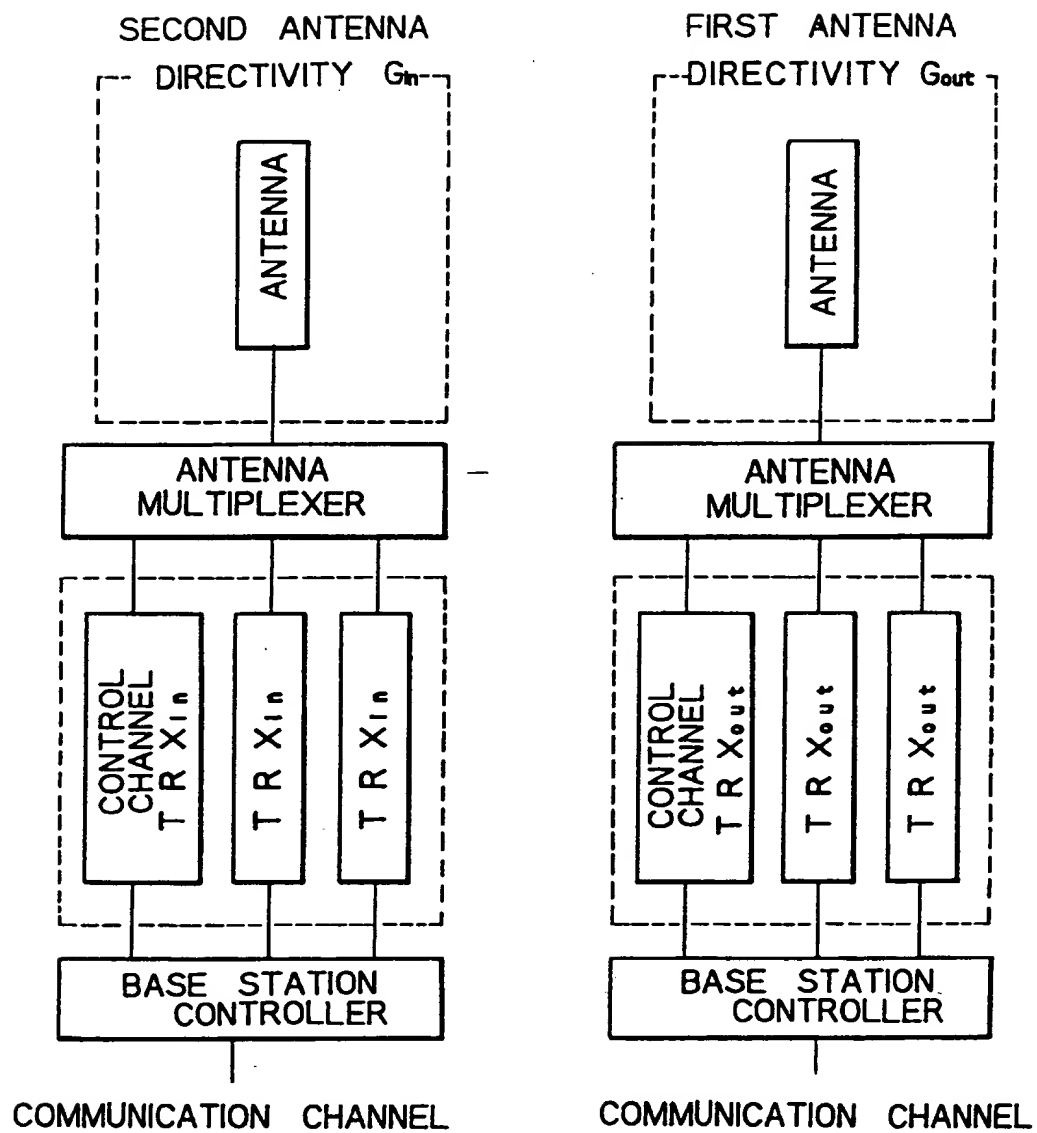 SECOND ANTENNA
DIRECTIVITY Gin
ANTENNA
ANTENNA
MULTIPLEXER
CONTROL
CHANNEL
TRXin
TRXin
TRXin
BASE STATION
CONTROLLER
COMMUNICATION CHANNEL
FIRST ANTENNA
DIRECTIVITY Gout
ANTENNA
ANTENNA
MULTIPLEXER
CONTROL
CHANNEL
TRXout
TRXout
TRXout
BASE STATION
CONTROLLER
COMMUNICATION CHANNEL